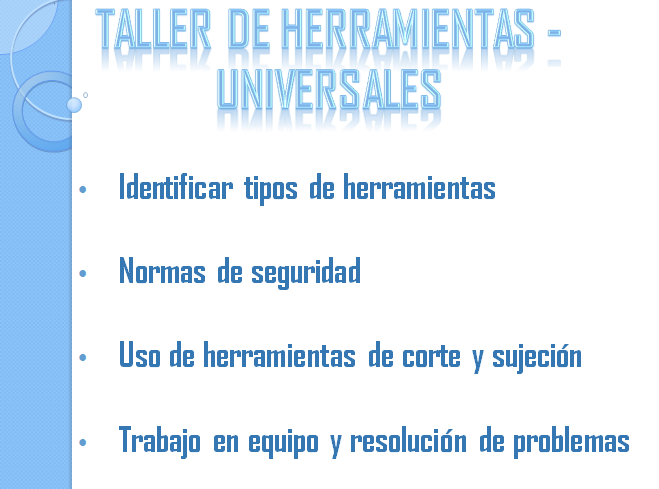 TALLER DE HERRAMIENTAS -
UNIVERSALES
• Identificar tipos de herramientas
• Normas de seguridad
• Uso de herramientas de corte y sujeción
• Trabajo en equipo y resolución de problemas